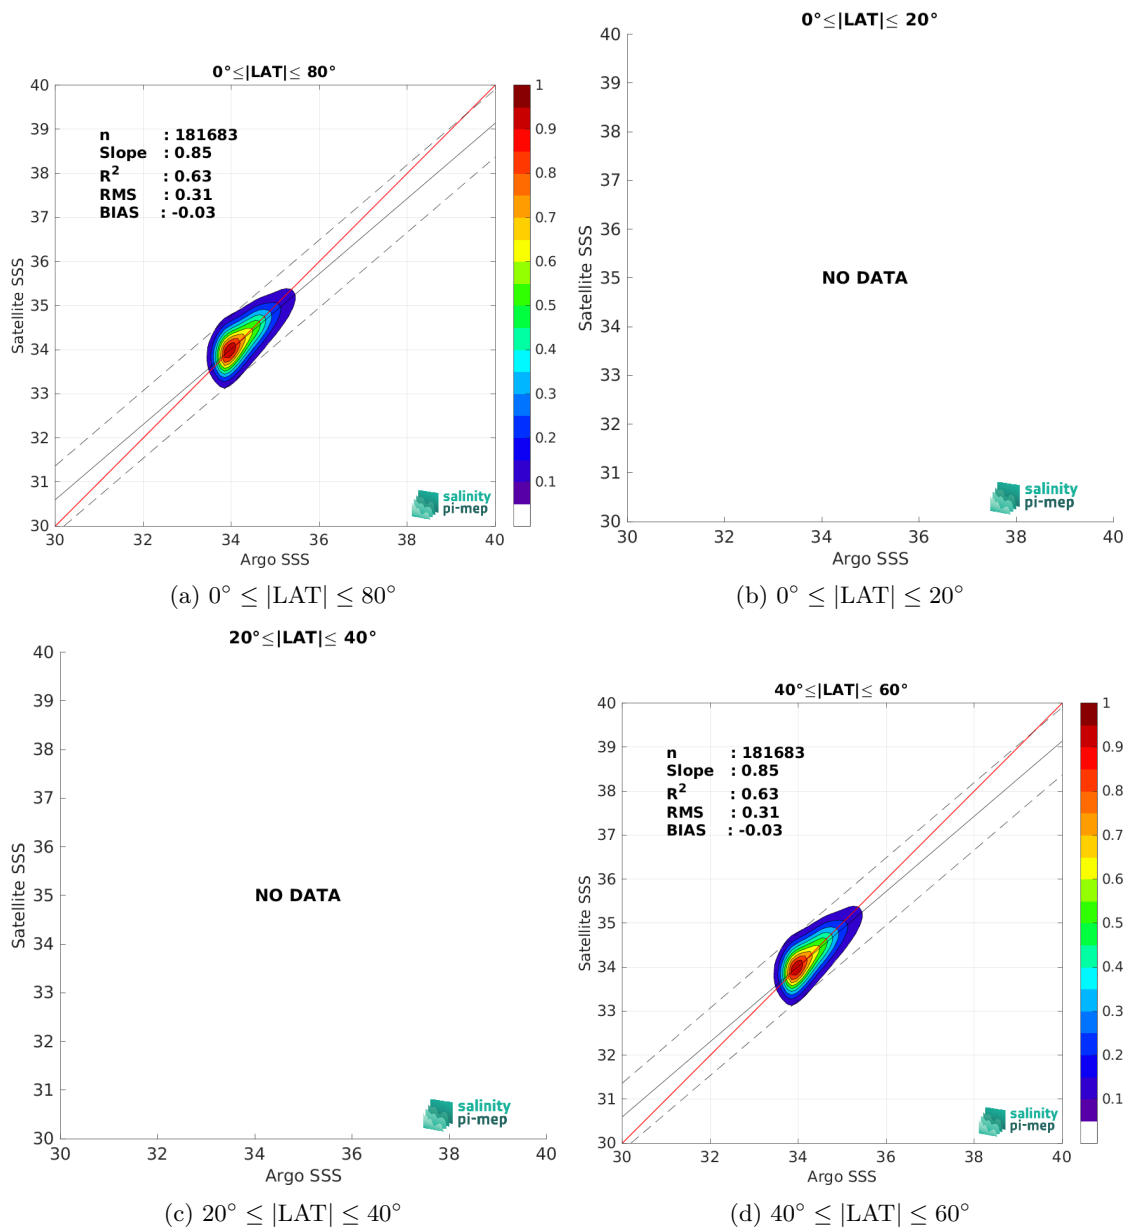 0°≤|LAT|≤ 80°
40
39
38
37
36
35
34
33
32
31
30
30
32
34
36
38
40
Satellite SSS
Argo SSS
n : 181683
Slope : 0.85
R² : 0.63
RMS : 0.31
BIAS : -0.03
1
0.9
0.8
0.7
0.6
0.5
0.4
0.3
0.2
0.1
salinity
pi-mep
(a) 0° ≤ |LAT| ≤ 80°
0°≤|LAT|≤ 20°
40
39
38
37
36
35
34
33
32
31
30
30
32
34
36
38
40
Satellite SSS
Argo SSS
NO DATA
salinity
pi-mep
(b) 0° ≤ |LAT| ≤ 20°
20°≤|LAT|≤ 40°
40
39
38
37
36
35
34
33
32
31
30
30
32
34
36
38
40
Satellite SSS
Argo SSS
NO DATA
salinity
pi-mep
(c) 20° ≤ |LAT| ≤ 40°
40°≤|LAT|≤ 60°
40
39
38
37
36
35
34
33
32
31
30
30
32
34
36
38
40
Satellite SSS
Argo SSS
n : 181683
Slope : 0.85
R² : 0.63
RMS : 0.31
BIAS : -0.03
1
0.9
0.8
0.7
0.6
0.5
0.4
0.3
0.2
0.1
salinity
pi-mep
(d) 40° ≤ |LAT| ≤ 60°